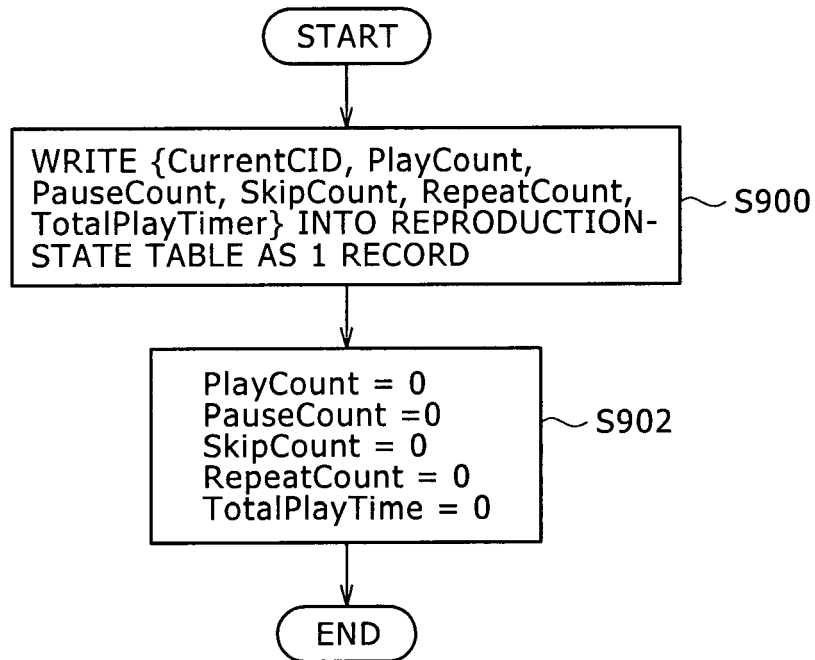 START
WRITE {CurrentCID, PlayCount,
PauseCount, SkipCount, RepeatCount,
TotalPlayTimer} INTO REPRODUCTION-
STATE TABLE AS 1 RECORD
S900
PlayCount = 0
PauseCount =0
SkipCount = 0
RepeatCount = 0
TotalPlayTime = 0
S902
END